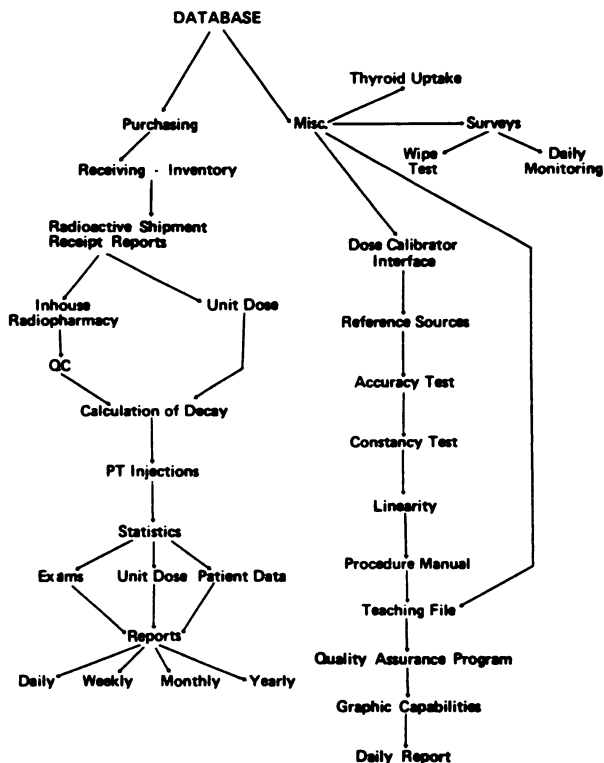 DATABASE
Thyroid Uptake
Purchasing
Misc.
Surveys
Wipe
Test
Daily
Monitoring
Receiving - Inventory
Radioactive Shipment
Receipt Reports
Dose Calibrator
Interface
Inhouse
Radiopharmacy
Unit Dose
Reference Sources
QC
Accuracy Test
Calculation of Decay
Constancy Test
PT Injections
Linearity
Statistics
Procedure Manual
Exams
Unit Dose
Patient Data
Teaching File
Reports
Quality Assurance Program
Daily
Weekly
Monthly
Yearly
Graphic Capabilities
Daily Report